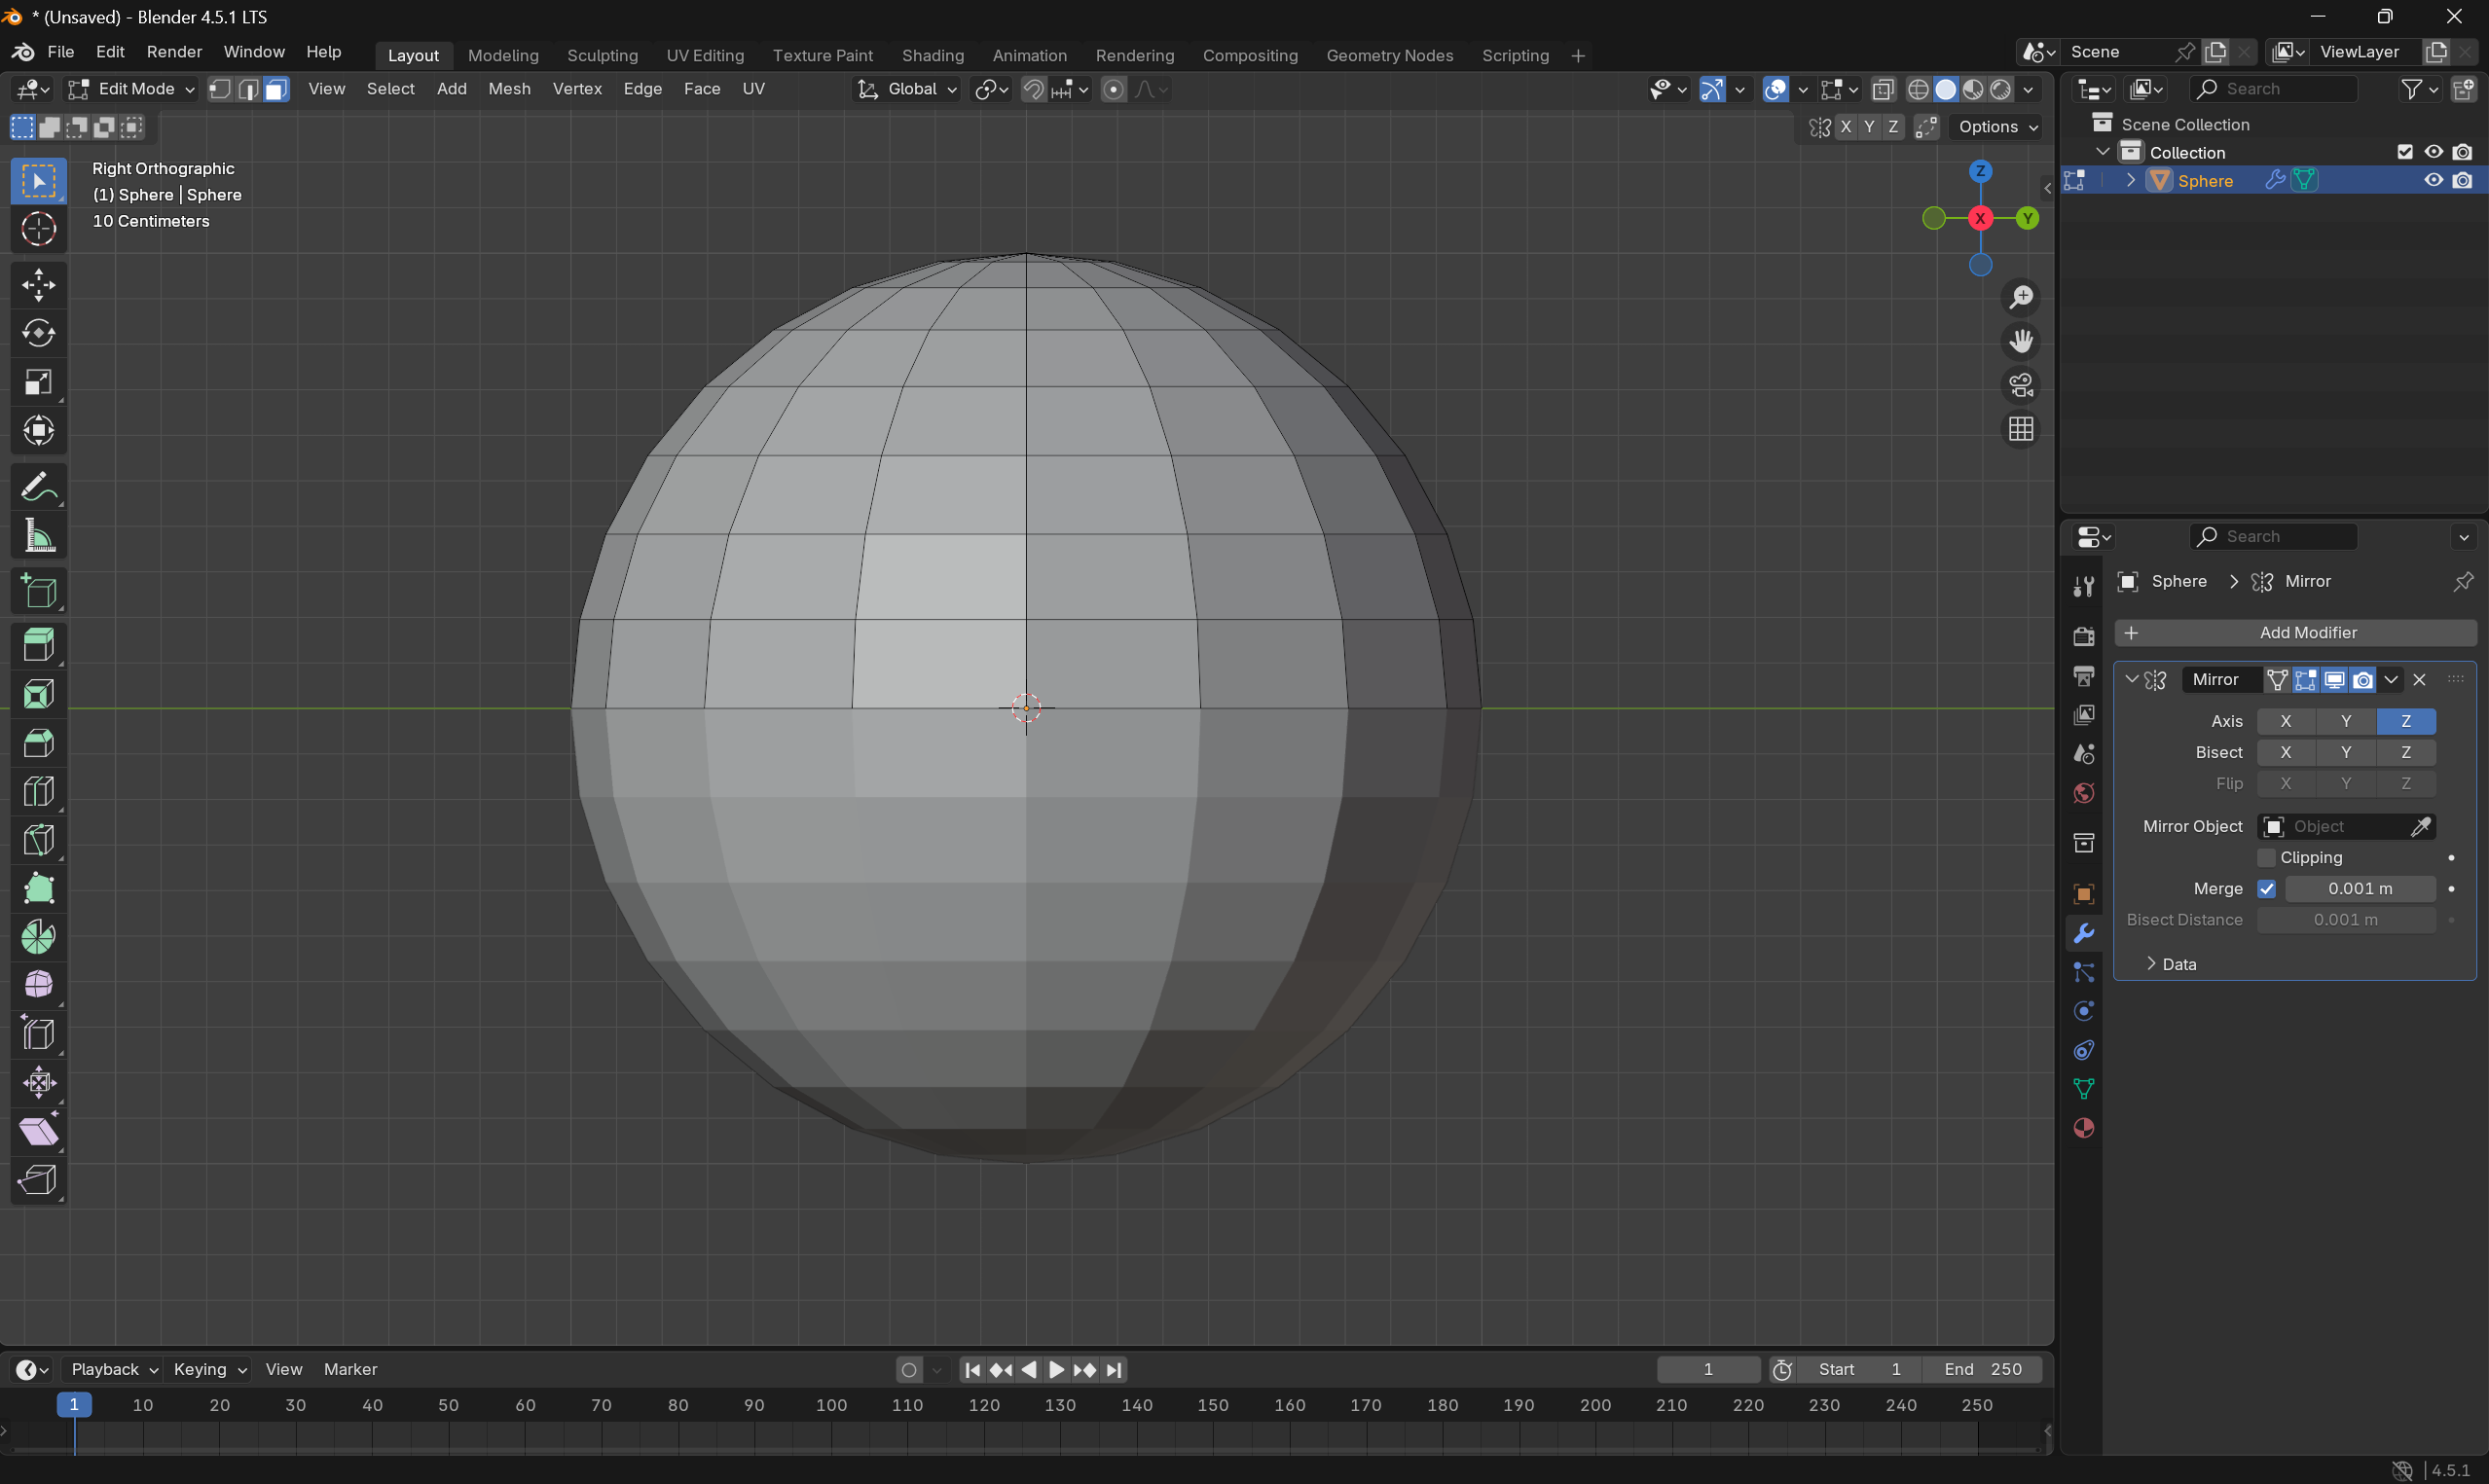 * (Unsaved) - Blender 4.5.1 LTS
File Edit Render Window Help Layout Modeling Sculpting UV Editing Texture Paint Shading Animation Rendering Compositing Geometry Nodes Scripting + Scene ViewLayer
Edit Mode View Select Add Mesh Vertex Edge Face UV Global Search
X Y Z Options
Scene Collection
Collection
Sphere
Right Orthographic
(1) Sphere | Sphere
10 Centimeters
Z
X Y
Search
Sphere > Mirror
+ Add Modifier
Mirror
Axis X Y Z
Bisect X Y Z
Flip X Y Z
Mirror Object Object
Clipping
Merge 0.001 m
Bisect Distance 0.001 m
Data
Playback Keying View Marker 1 Start 1 End 250
1 10 20 30 40 50 60 70 80 90 100 110 120 130 140 150 160 170 180 190 200 210 220 230 240 250
4.5.1